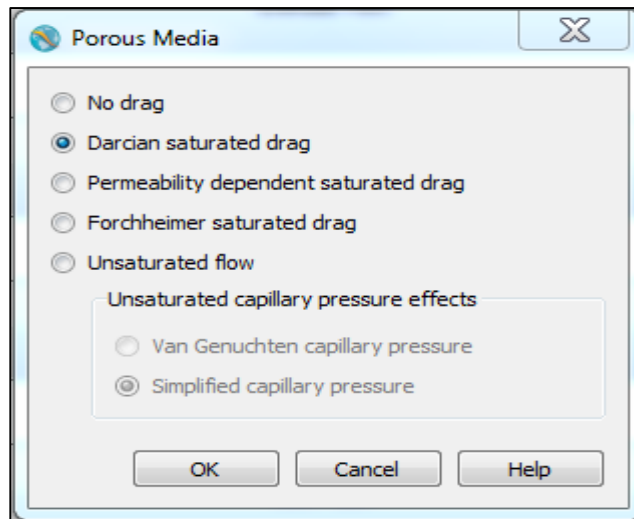 Porous Media
No drag
Darcian saturated drag
Permeability dependent saturated drag
Forchheimer saturated drag
Unsaturated flow
Unsaturated capillary pressure effects
Van Genuchten capillary pressure
Simplified capillary pressure
OK Cancel Help